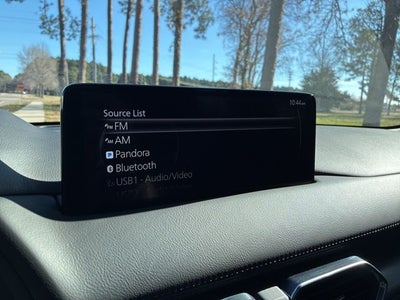 10:44
Source List
FM
AM
Pandora
Bluetooth
USB1 - Audio/Video